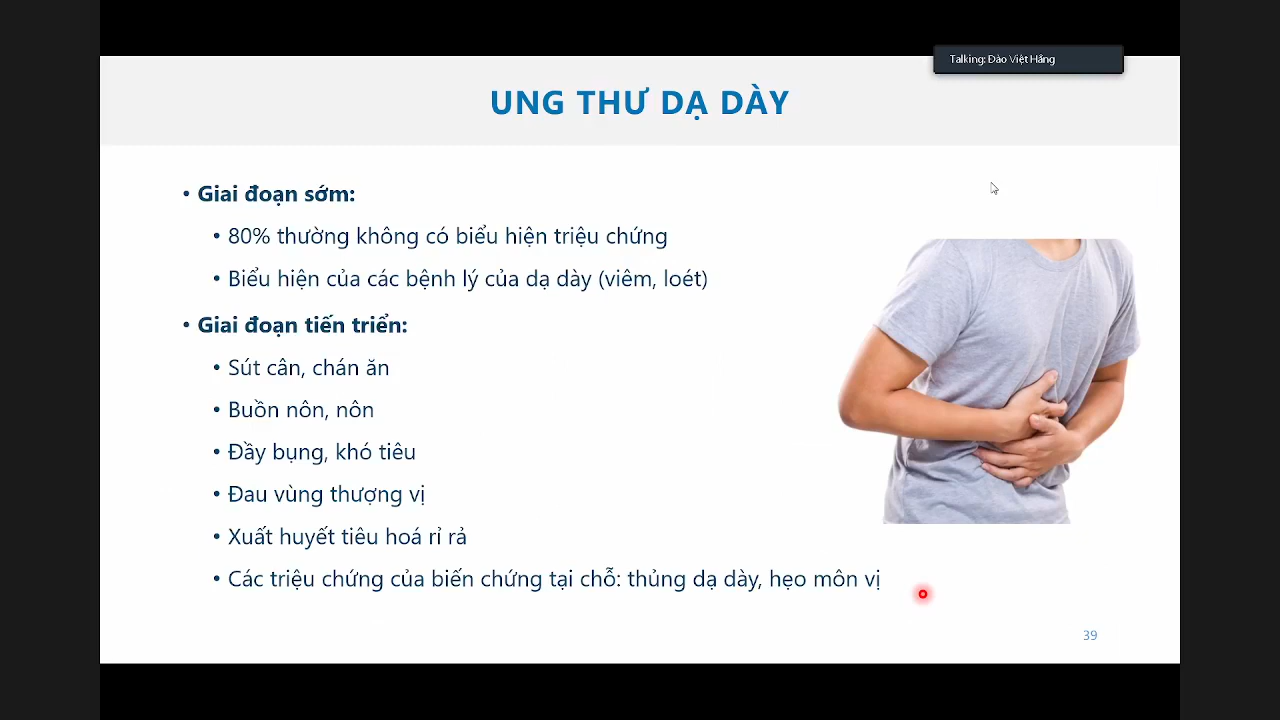 Talking: Đào Việt Hằng
UNG THƯ DẠ DÀY
• Giai đoạn sớm:
• 80% thường không có biểu hiện triệu chứng
• Biểu hiện của các bệnh lý của dạ dày (viêm, loét)
• Giai đoạn tiến triển:
• Sút cân, chán ăn
• Buồn nôn, nôn
• Đầy bụng, khó tiêu
• Đau vùng thượng vị
• Xuất huyết tiêu hoá rỉ rả
• Các triệu chứng của biến chứng tại chỗ: thủng dạ dày, hẹo môn vị
39